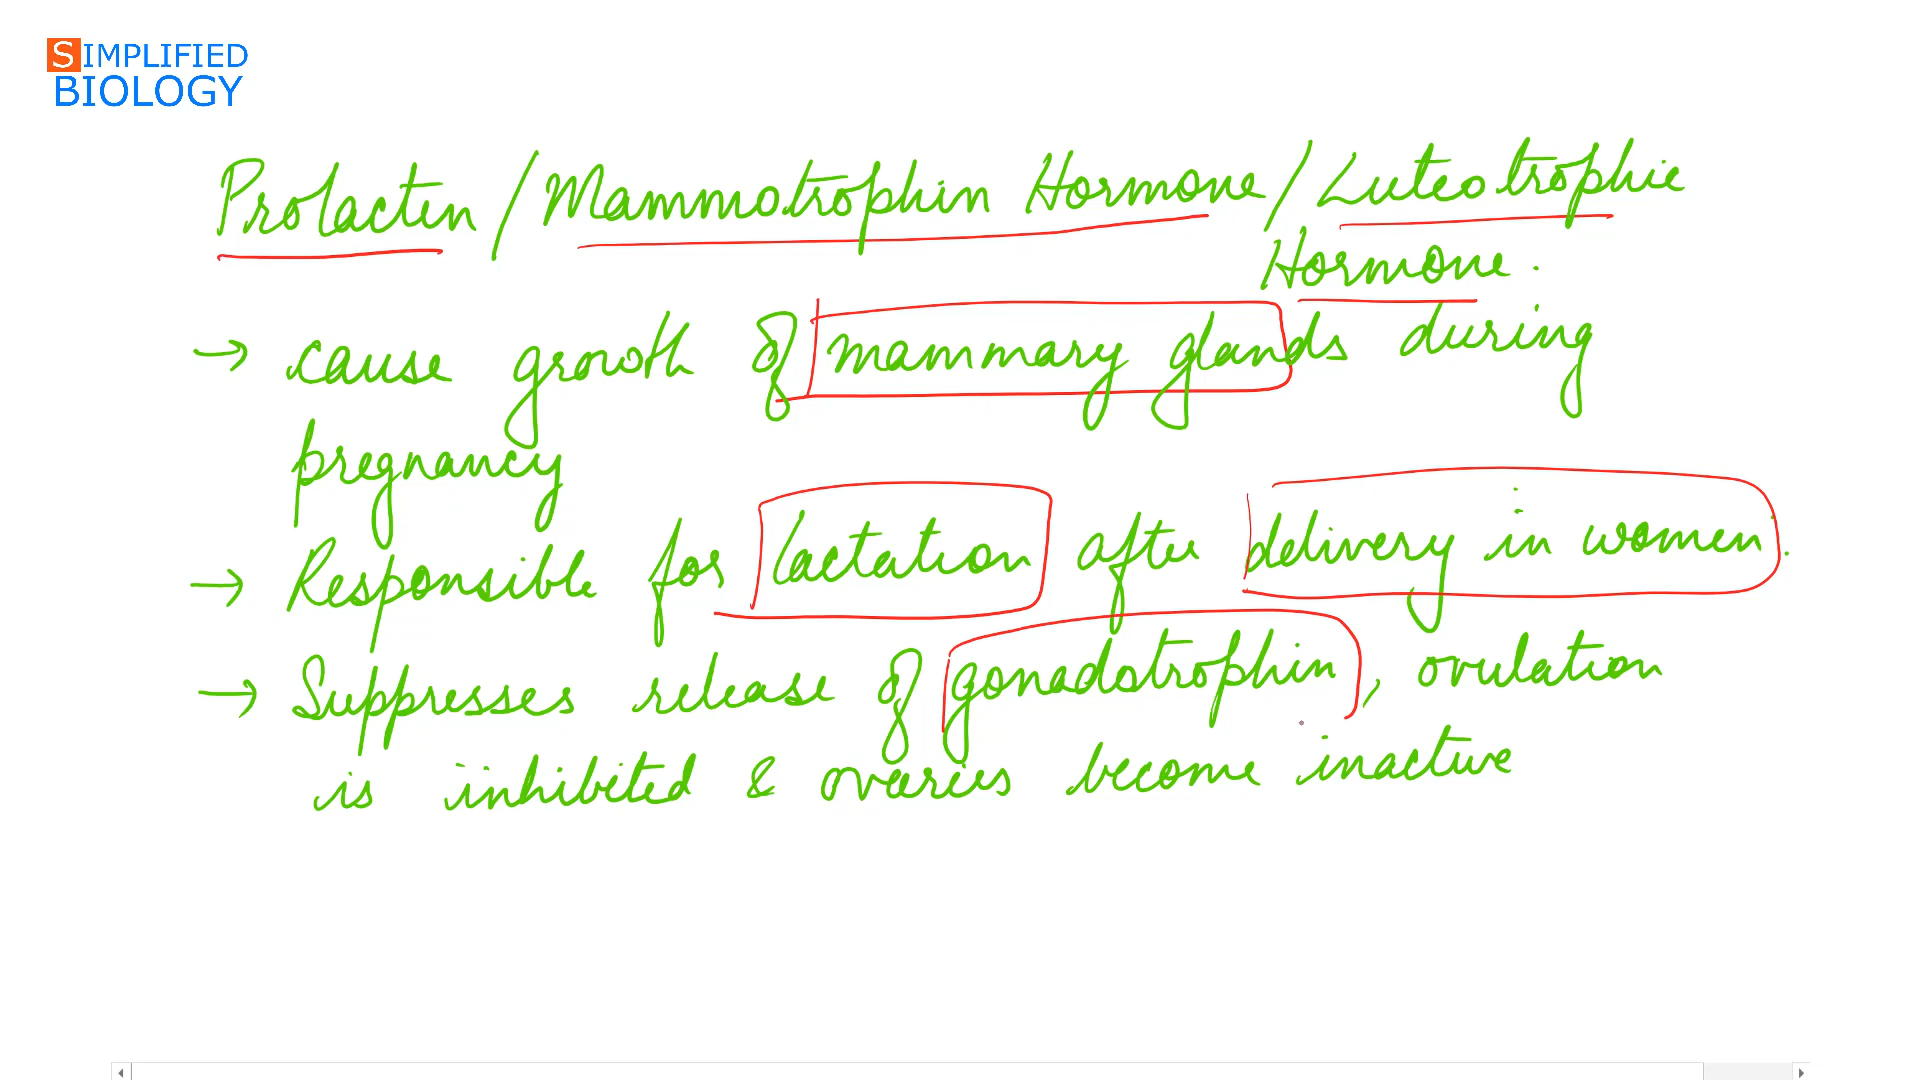 SIMPLIFIED
BIOLOGY
Prolactin / Mammotrophin Hormone / Luteotrophic
Hormone.
→ cause growth of mammary glands during
pregnancy
→ Responsible for lactation after delivery in women.
→ Suppresses release of gonadotrophin, ovulation
is inhibited & ovaries become inactive